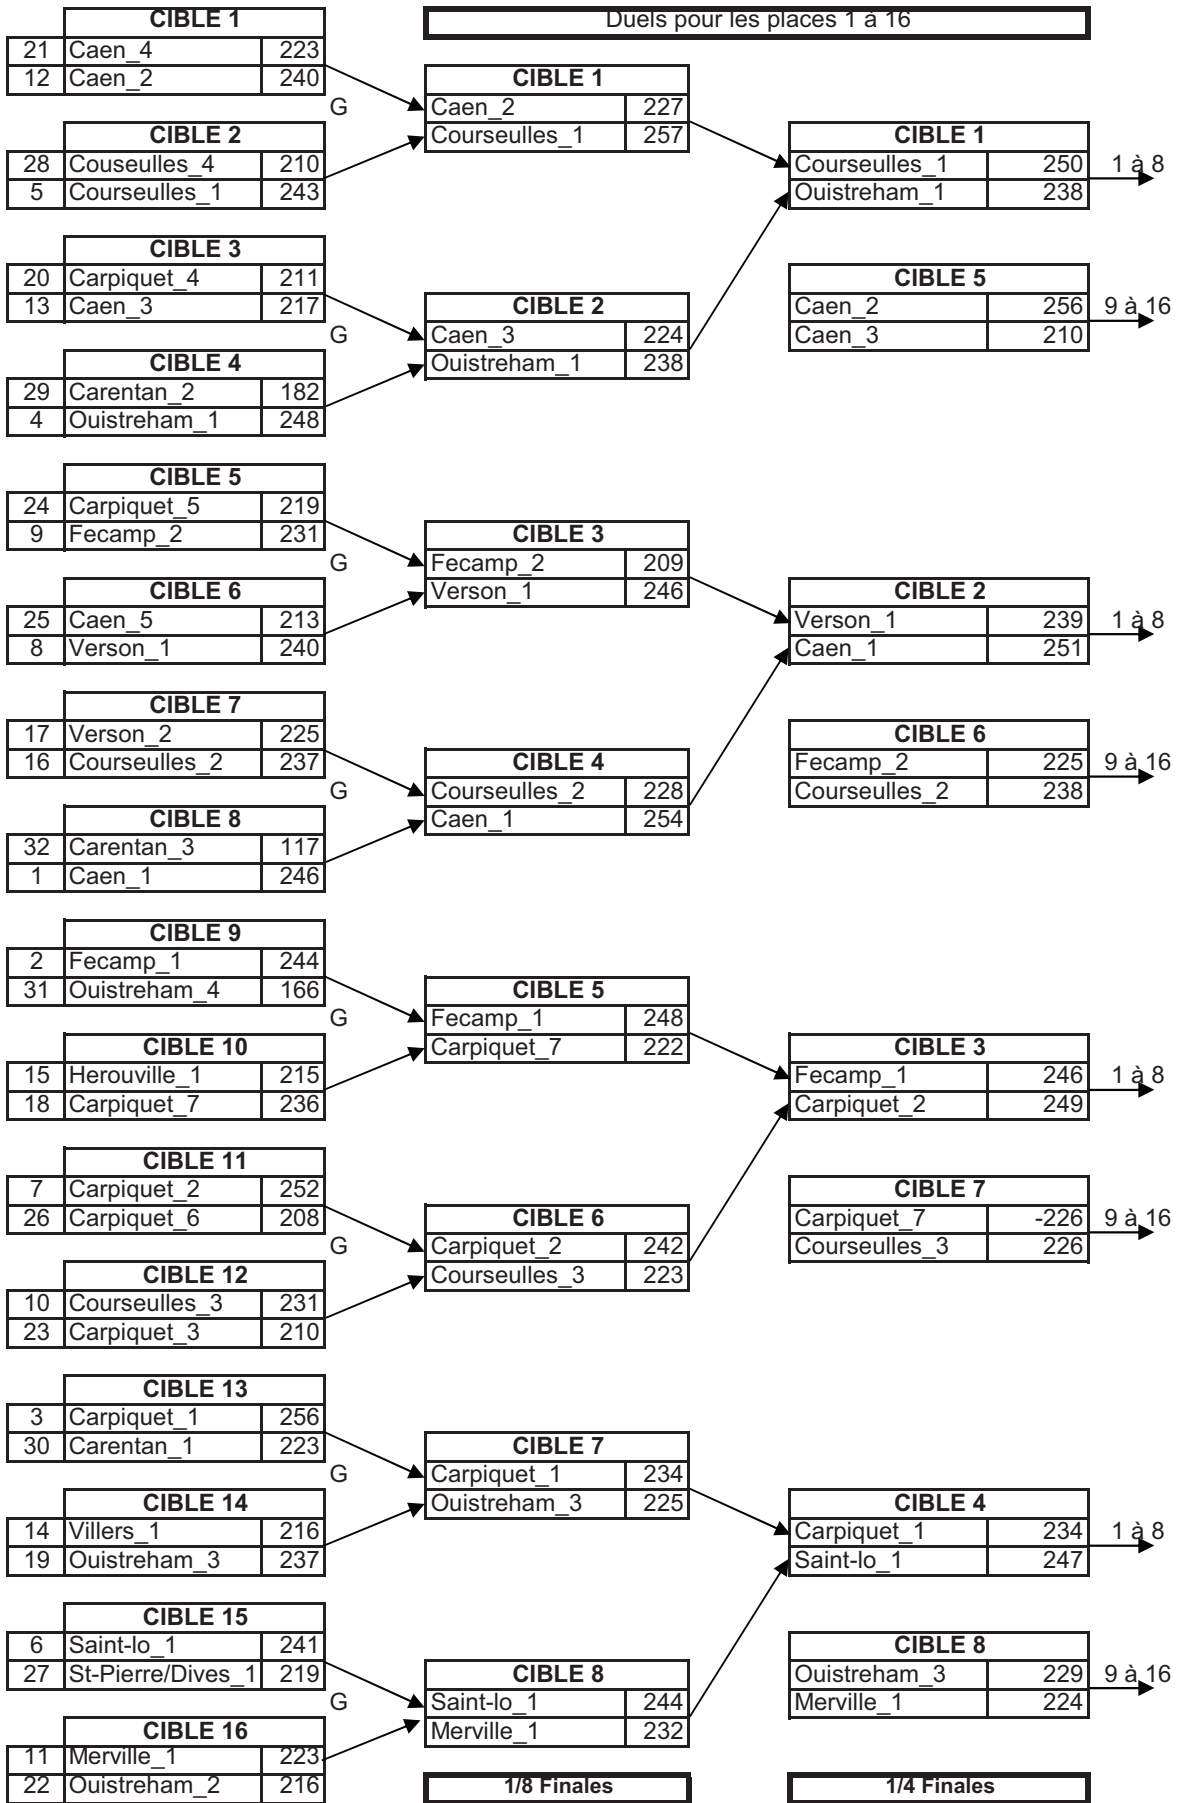 Duels pour les places 1 à 16
CIBLE 1
21 Caen_4 223
12 Caen_2 240
G
CIBLE 2
28 Couseulles_4 210
5 Courseulles_1 243
CIBLE 3
20 Carpiquet_4 211
13 Caen_3 217
G
CIBLE 4
29 Carentan_2 182
4 Ouistreham_1 248
CIBLE 5
24 Carpiquet_5 219
9 Fecamp_2 231
G
CIBLE 6
25 Caen_5 213
8 Verson_1 240
CIBLE 7
17 Verson_2 225
16 Courseulles_2 237
G
CIBLE 8
32 Carentan_3 117
1 Caen_1 246
CIBLE 9
2 Fecamp_1 244
31 Ouistreham_4 166
G
CIBLE 10
15 Herouville_1 215
18 Carpiquet_7 236
CIBLE 11
7 Carpiquet_2 252
26 Carpiquet_6 208
G
CIBLE 12
10 Courseulles_3 231
23 Carpiquet_3 210
CIBLE 13
3 Carpiquet_1 256
30 Carentan_1 223
G
CIBLE 14
14 Villers_1 216
19 Ouistreham_3 237
CIBLE 15
6 Saint-lo_1 241
27 St-Pierre/Dives_1 219
G
CIBLE 16
11 Merville_1 223
22 Ouistreham_2 216
CIBLE 1
Caen_2 227
Courseulles_1 257
CIBLE 2
Caen_3 224
Ouistreham_1 238
CIBLE 3
Fecamp_2 209
Verson_1 246
CIBLE 4
Courseulles_2 228
Caen_1 254
CIBLE 5
Fecamp_1 248
Carpiquet_7 222
CIBLE 6
Carpiquet_2 242
Courseulles_3 223
CIBLE 7
Carpiquet_1 234
Ouistreham_3 225
CIBLE 8
Saint-lo_1 244
Merville_1 232
1/8 Finales
CIBLE 1
Courseulles_1 250 1 à 8
Ouistreham_1 238
CIBLE 5
Caen_2 256 9 à 16
Caen_3 210
CIBLE 2
Verson_1 239 1 à 8
Caen_1 251
CIBLE 6
Fecamp_2 225 9 à 16
Courseulles_2 238
CIBLE 3
Fecamp_1 246 1 à 8
Carpiquet_2 249
CIBLE 7
Carpiquet_7 -226 9 à 16
Courseulles_3 226
CIBLE 4
Carpiquet_1 234 1 à 8
Saint-lo_1 247
CIBLE 8
Ouistreham_3 229 9 à 16
Merville_1 224
1/4 Finales